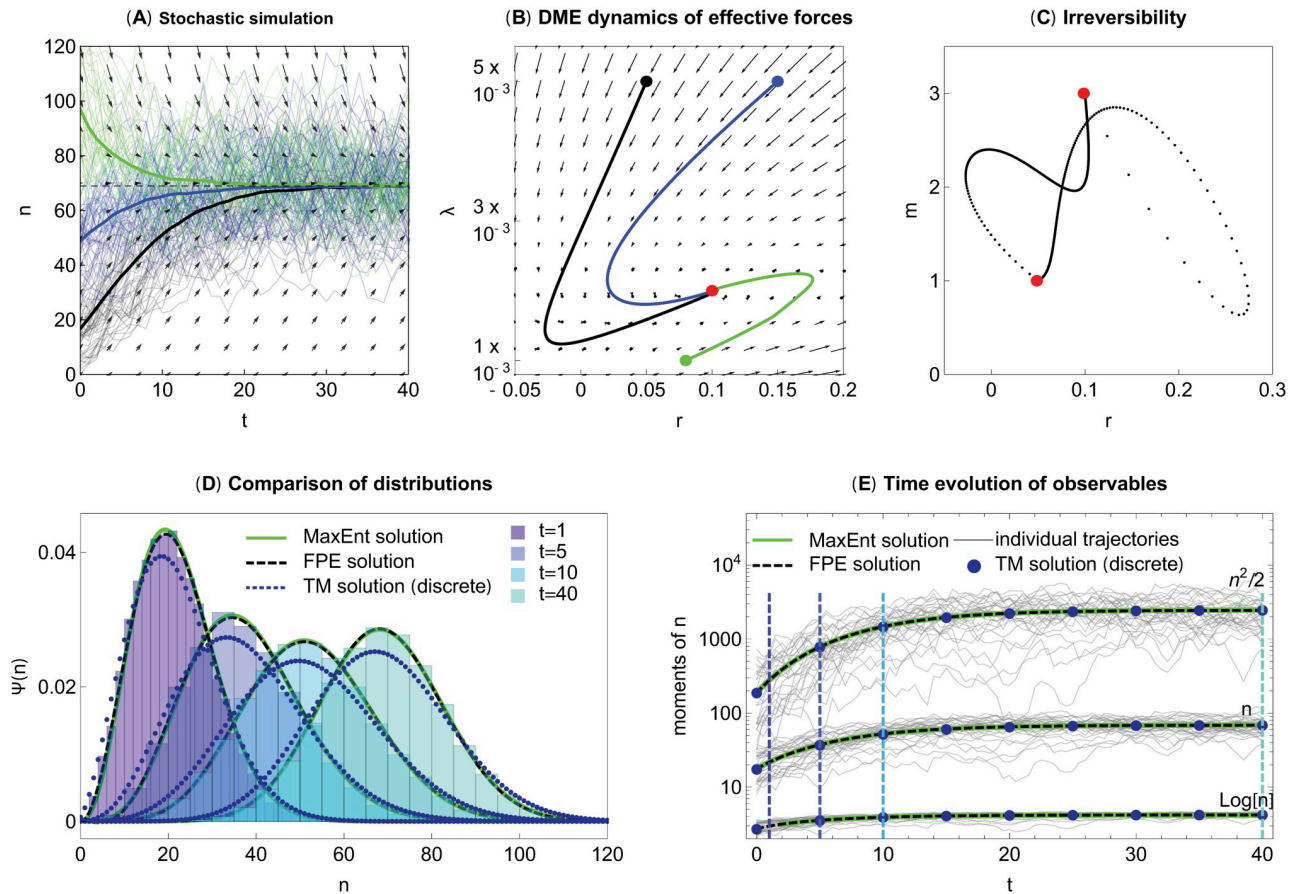 (A) Stochastic simulation
120
100
80
60
40
20
0
n
0 10 20 30 40
t
(B) DME dynamics of effective forces
λ
5 x
10⁻³
3 x
10⁻³
1 x
10⁻³
-
0.05 0 0.05 0.1 0.15 0.2
r
(C) Irreversibility
3
2
1
0
m
0 0.1 0.2 0.3
r
(D) Comparison of distributions
MaxEnt solution
FPE solution
TM solution (discrete)
t=1
t=5
t=10
t=40
0.04
0.02
0
Ψ(n)
0 20 40 60 80 100 120
n
(E) Time evolution of observables
MaxEnt solution
FPE solution
individual trajectories
TM solution (discrete)
10⁴
1000
100
10
moments of n
n²/2
n
Log[n]
0 10 20 30 40
t